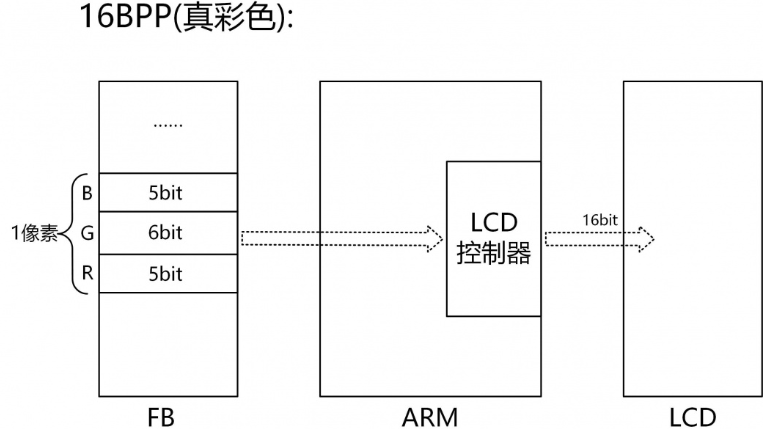 16BPP(真彩色):
......
B 5bit
1像素 G 6bit
R 5bit
LCD
控制器
16bit
FB
ARM
LCD